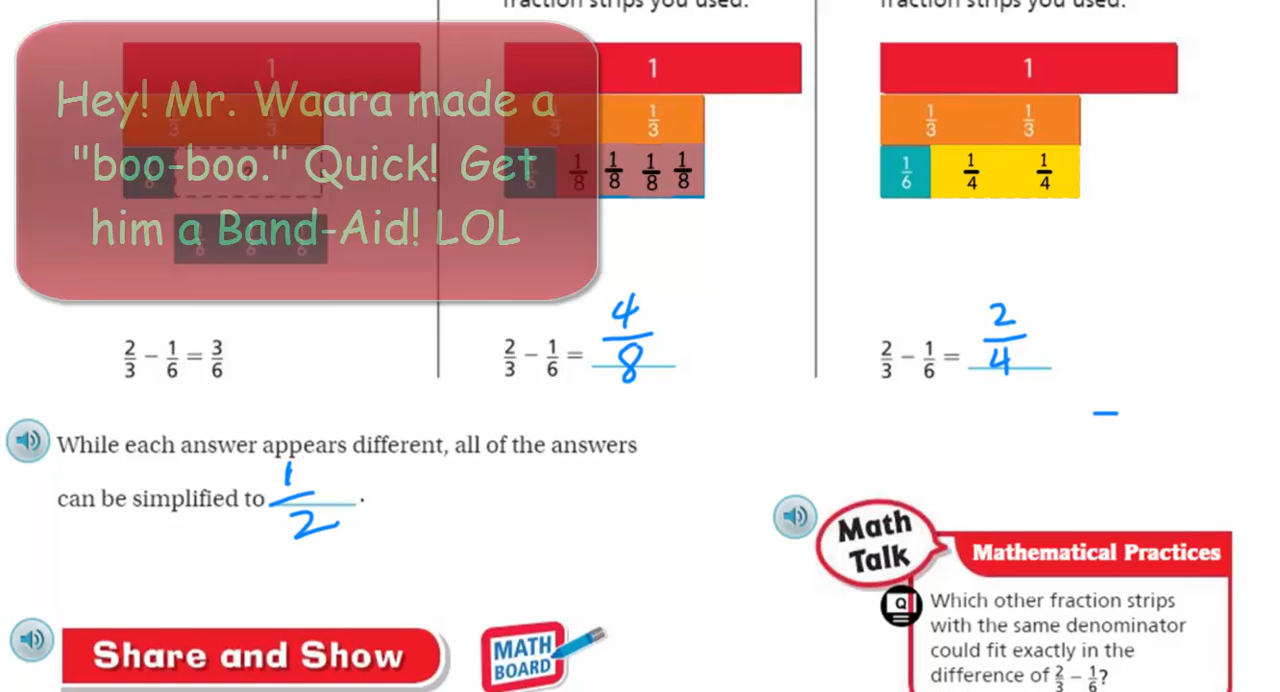 fraction strips you used.
fraction strips you used.
Hey! Mr. Waara made a
"boo-boo." Quick! Get
him a Band-Aid! LOL
1
1/3 1/3
1
1/3
1/8 1/8 1/8 1/8
1
1/3 1/3
1/6 1/4 1/4
2/3 − 1/6 = 3/6
2/3 − 1/6 = 4/8
2/3 − 1/6 = 2/4
While each answer appears different, all of the answers
can be simplified to 1/2.
Math
Talk
Mathematical Practices
Q
Which other fraction strips
with the same denominator
could fit exactly in the
difference of 2/3 − 1/6?
Share and Show
MATH
BOARD